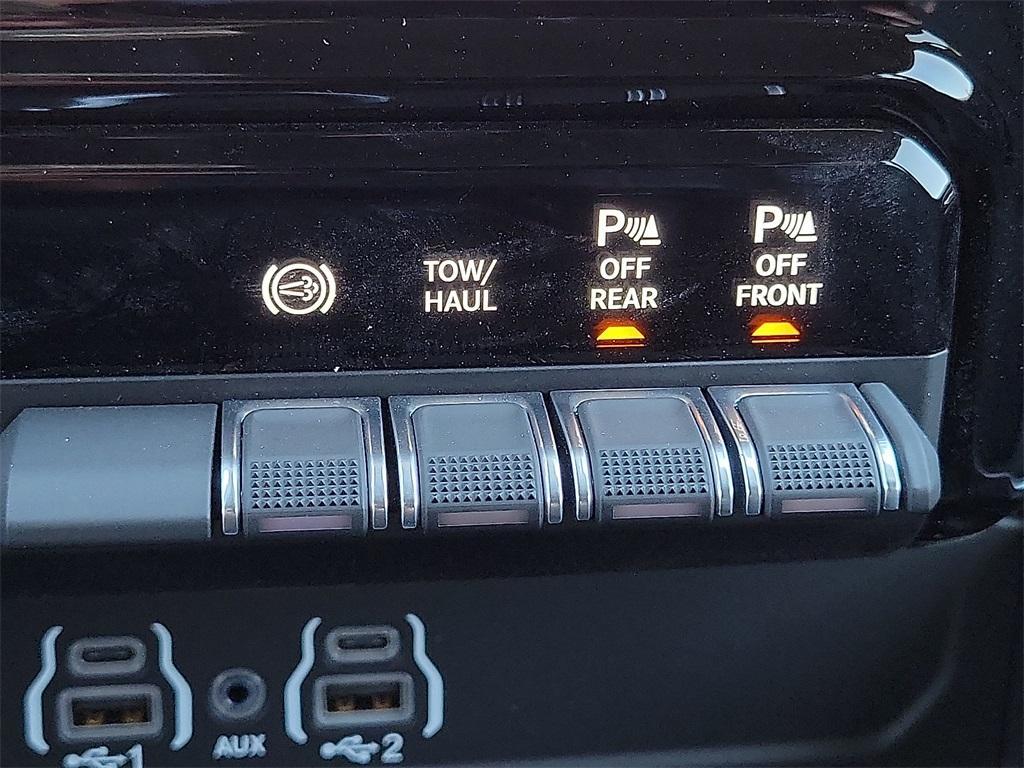 TOW/
HAUL
P
OFF
REAR
P
OFF
FRONT
1
AUX
2